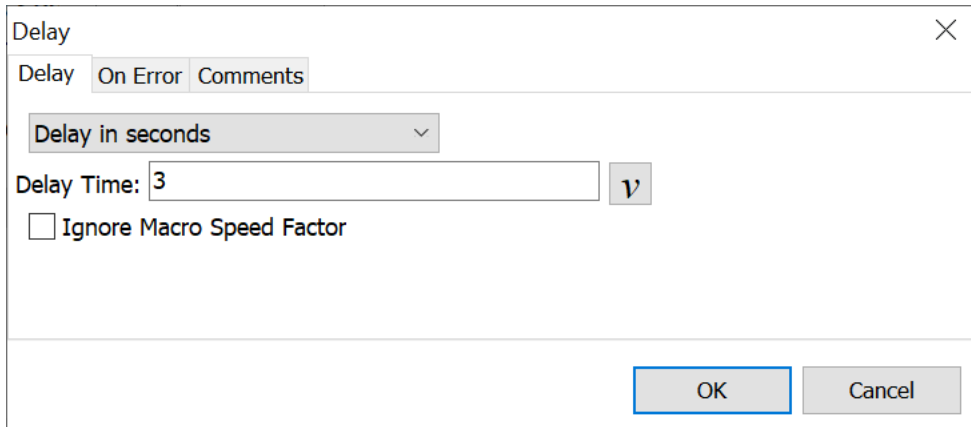 Delay
Delay On Error Comments
Delay in seconds
Delay Time: 3 v
Ignore Macro Speed Factor
OK Cancel